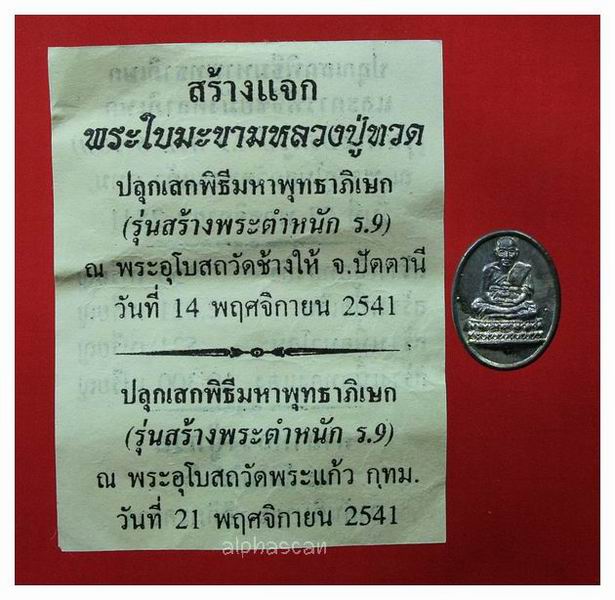 สร้างแจก
พระใบมะขามหลวงปู่ทวด
ปลุกเสกพิธีมหาพุทธาภิเษก
(รุ่นสร้างพระตำหนัก ร.9)
ณ พระอุโบสถวัดช้างให้ จ.ปัตตานี
วันที่ 14 พฤศจิกายน 2541
ปลุกเสกพิธีมหาพุทธาภิเษก
(รุ่นสร้างพระตำหนัก ร.9)
ณ พระอุโบสถวัดพระแก้ว กทม.
วันที่ 21 พฤศจิกายน 2541
alphascan